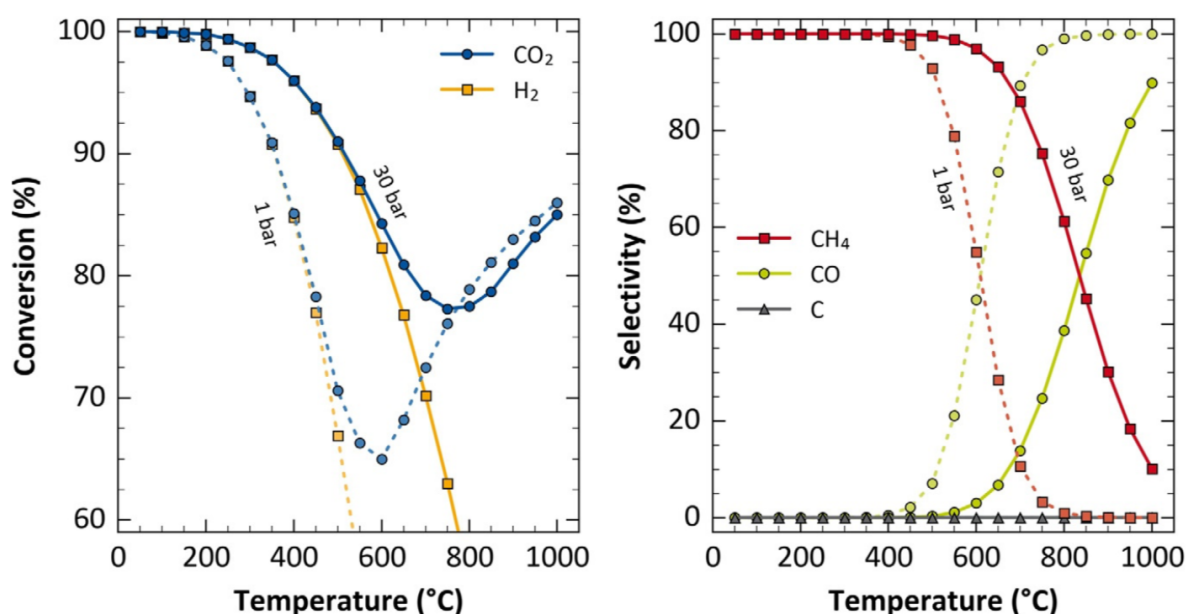 100
90
80
70
60
Conversion (%)
CO₂
H₂
30 bar
1 bar
0
200
400
600
800
1000
Temperature (°C)
100
80
60
40
20
0
Selectivity (%)
1 bar
30 bar
CH₄
CO
C
0
200
400
600
800
1000
Temperature (°C)